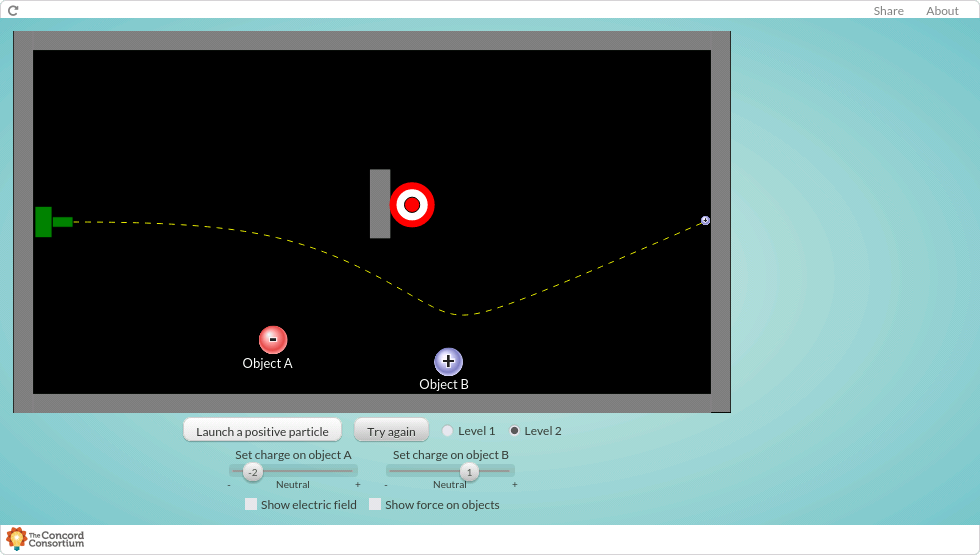 Share About
-
Object A
+
Object B
+
Launch a positive particle Try again Level 1 Level 2
Set charge on object A Set charge on object B
-2 1
- Neutral + - Neutral +
Show electric field Show force on objects
The Concord
Consortium